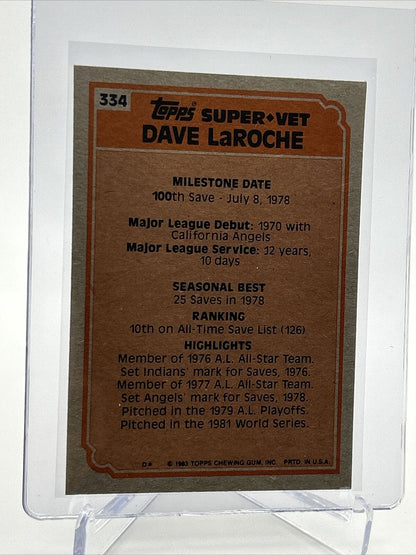 334
Topps SUPER♦VET
DAVE LaROCHE
MILESTONE DATE
100th Save - July 8, 1978
Major League Debut: 1970 with
California Angels
Major League Service: 12 years,
10 days
SEASONAL BEST
25 Saves in 1978
RANKING
10th on All-Time Save List (126)
HIGHLIGHTS
Member of 1976 A.L. All-Star Team.
Set Indians' mark for Saves, 1976.
Member of 1977 A.L. All-Star Team.
Set Angels' mark for Saves, 1978.
Pitched in the 1979 A.L. Playoffs.
Pitched in the 1981 World Series.
D* © 1983 TOPPS CHEWING GUM, INC. PRTD. IN U.S.A.